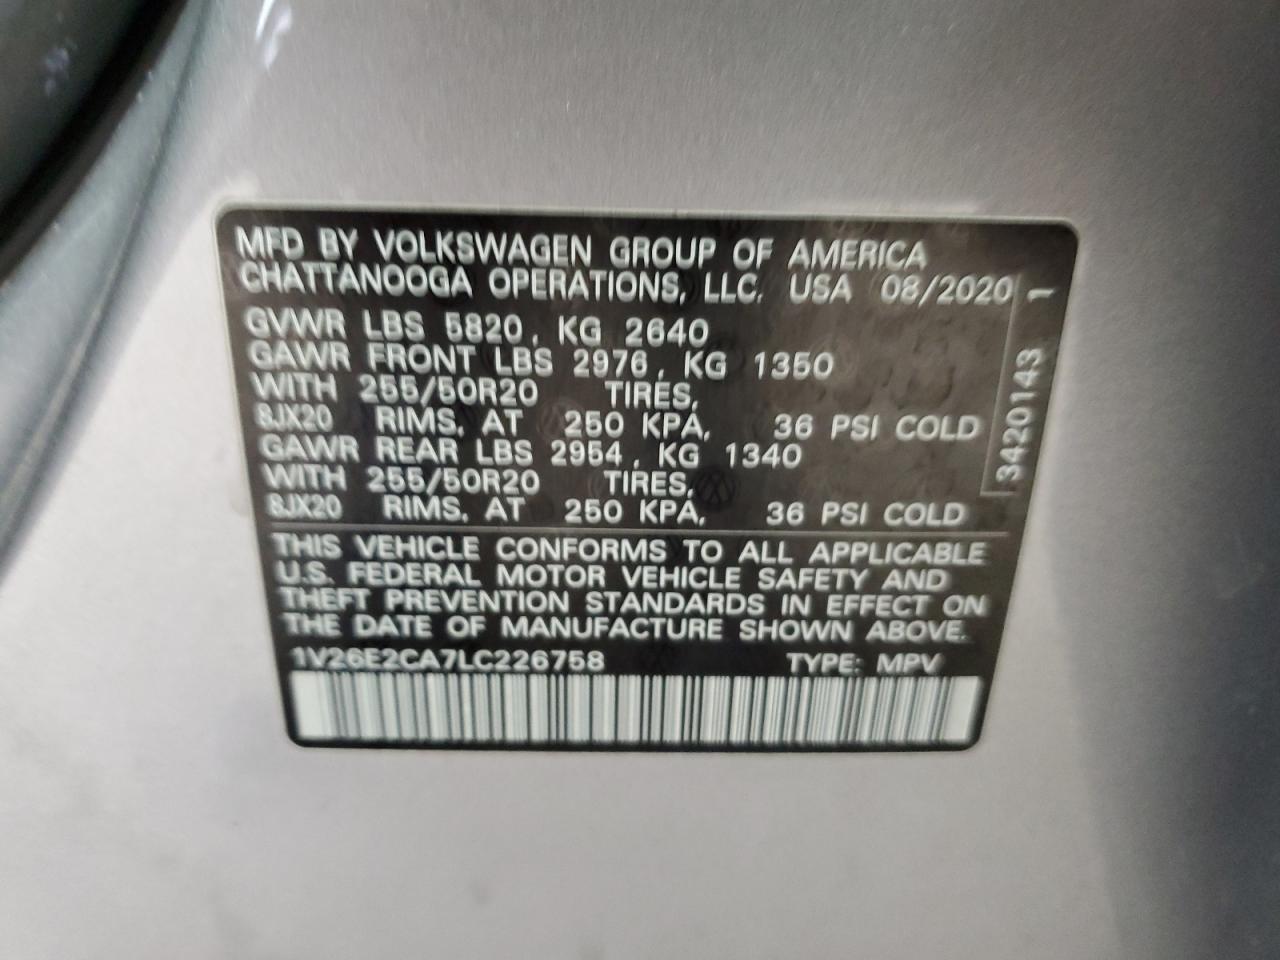 MFD BY VOLKSWAGEN GROUP OF AMERICA
CHATTANOOGA OPERATIONS, LLC. USA 08/2020
GVWR LBS 5820, KG 2640
GAWR FRONT LBS 2976, KG 1350
WITH 255/50R20 TIRES,
8JX20 RIMS, AT 250 KPA, 36 PSI COLD
GAWR REAR LBS 2954, KG 1340
WITH 255/50R20 TIRES,
8JX20 RIMS, AT 250 KPA, 36 PSI COLD
3420143 1
THIS VEHICLE CONFORMS TO ALL APPLICABLE
U.S. FEDERAL MOTOR VEHICLE SAFETY AND
THEFT PREVENTION STANDARDS IN EFFECT ON
THE DATE OF MANUFACTURE SHOWN ABOVE.
1V26E2CA7LC226758 TYPE: MPV